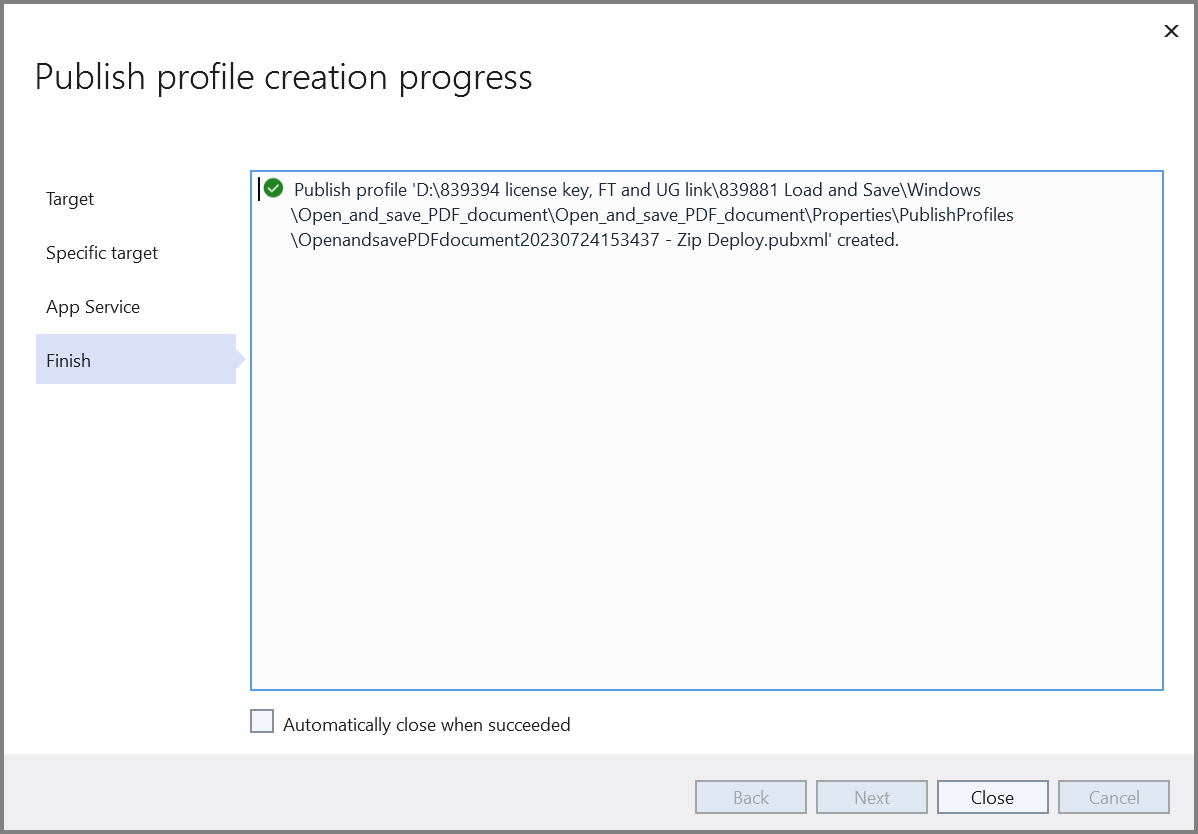 Publish profile creation progress
Target
Specific target
App Service
Finish
Publish profile 'D:\839394 license key, FT and UG link\839881 Load and Save\Windows
\Open_and_save_PDF_document\Open_and_save_PDF_document\Properties\PublishProfiles
\OpenandsavePDFdocument20230724153437 - Zip Deploy.pubxml' created.
Automatically close when succeeded
Back
Next
Close
Cancel